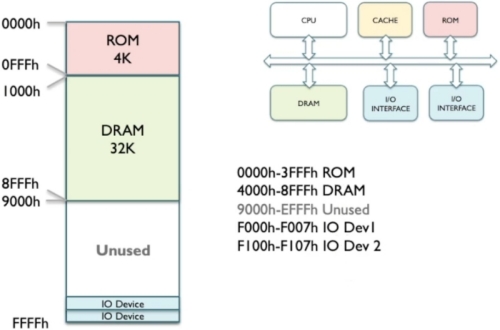 0000h
ROM
4K
0FFFh
1000h
DRAM
32K
8FFFh
9000h
Unused
IO Device
IO Device
FFFFh
CPU
CACHE
ROM
DRAM
I/O
INTERFACE
I/O
INTERFACE
0000h-3FFFh ROM
4000h-8FFFh DRAM
9000h-EFFFh Unused
F000h-F007h IO Dev1
F100h-F107h IO Dev 2